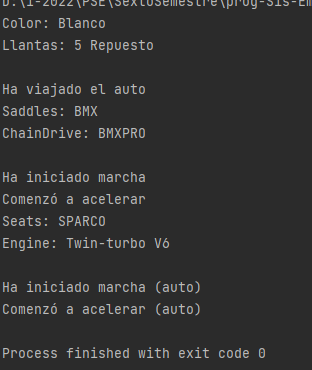 D:\1-2022\PSE\SextoSemestre\prog-Sis-Em
Color: Blanco
Llantas: 5 Repuesto
Ha viajado el auto
Saddles: BMX
ChainDrive: BMXPRO
Ha iniciado marcha
Comenzó a acelerar
Seats: SPARCO
Engine: Twin-turbo V6
Ha iniciado marcha (auto)
Comenzó a acelerar (auto)
Process finished with exit code 0